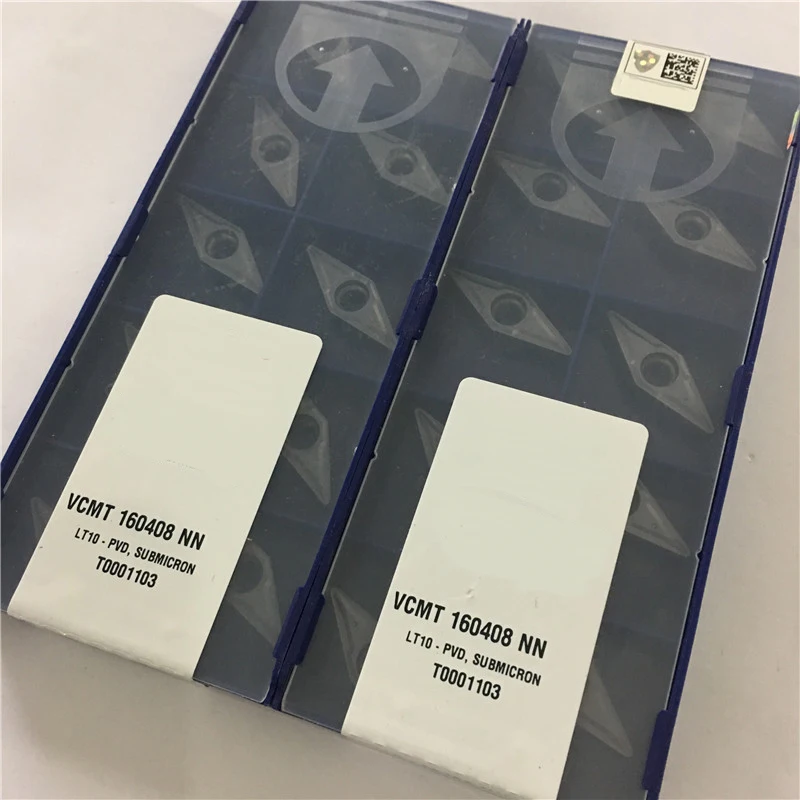 VCMT 160408 NN
LT10 - PVD, SUBMICRON
T0001103
VCMT 160408 NN
LT10 - PVD, SUBMICRON
T0001103